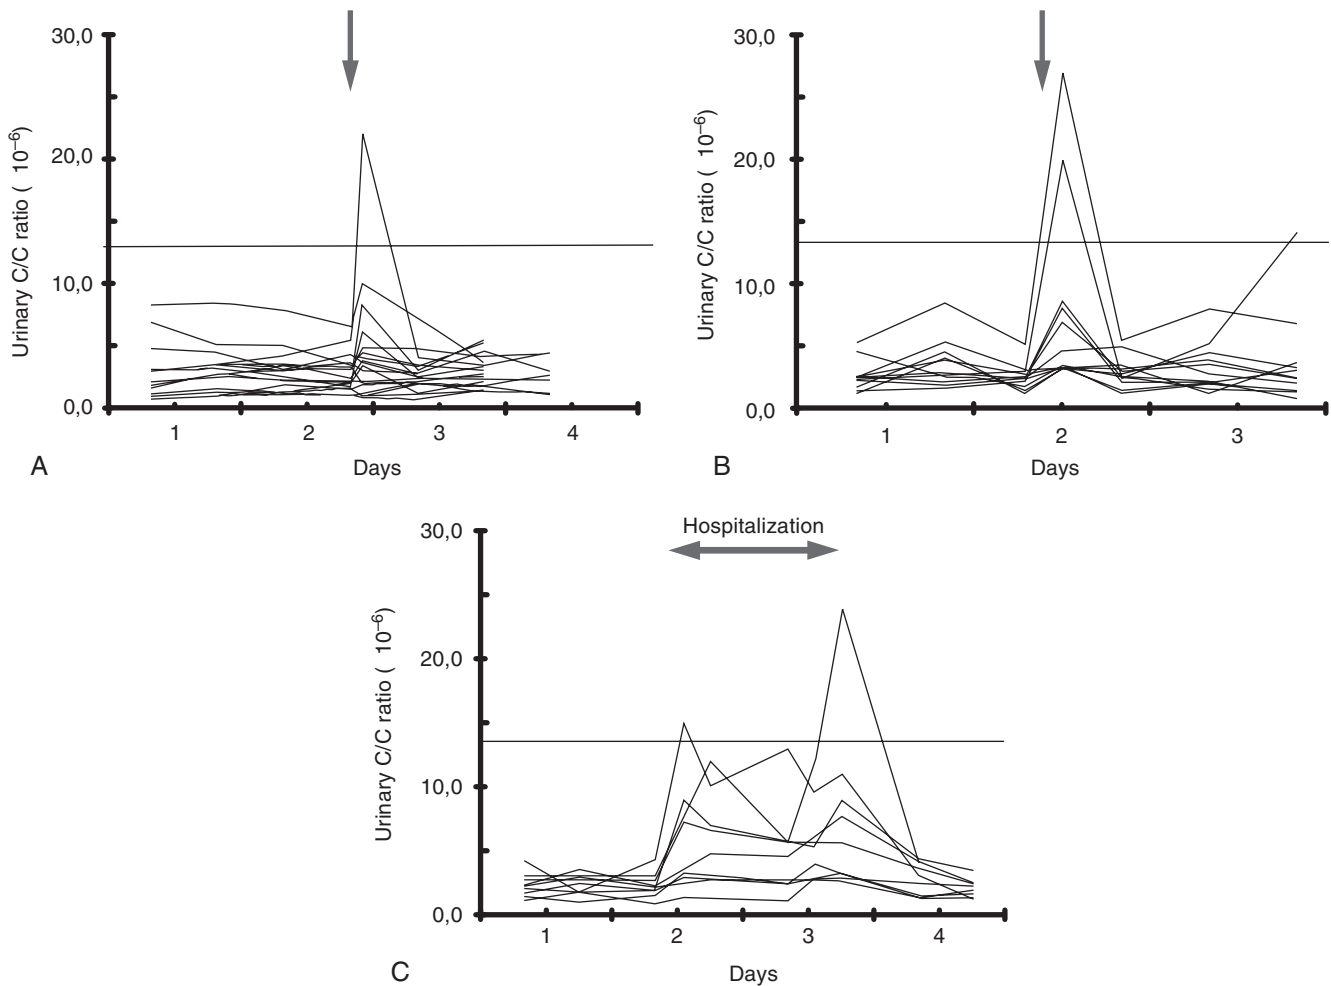 30,0
20,0
10,0
0,0
Urinary C/C ratio ( 10–6)
1 2 3 4
Days
A
30,0
20,0
10,0
0,0
Urinary C/C ratio ( 10–6)
1 2 3
Days
B
Hospitalization
30,0
20,0
10,0
0,0
Urinary C/C ratio ( 10–6)
1 2 3 4
Days
C